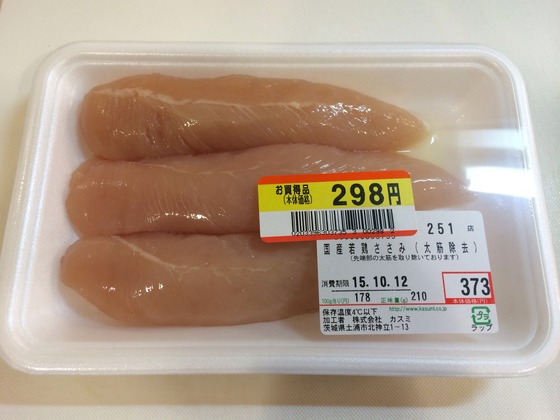 お買得品
(本体価格)
298円
251 店
国産若鶏ささみ(太筋除去)
(先端部の太筋を取り除いております)
消費期限 15.10.12
100g当り(円) 178 正味量(g) 210
373
本体価格(円)
保存温度4℃以下
http://www.kasumi.co.jp
加工者 株式会社 カスミ
茨城県土浦市北神立1-13
プラ
ラップ